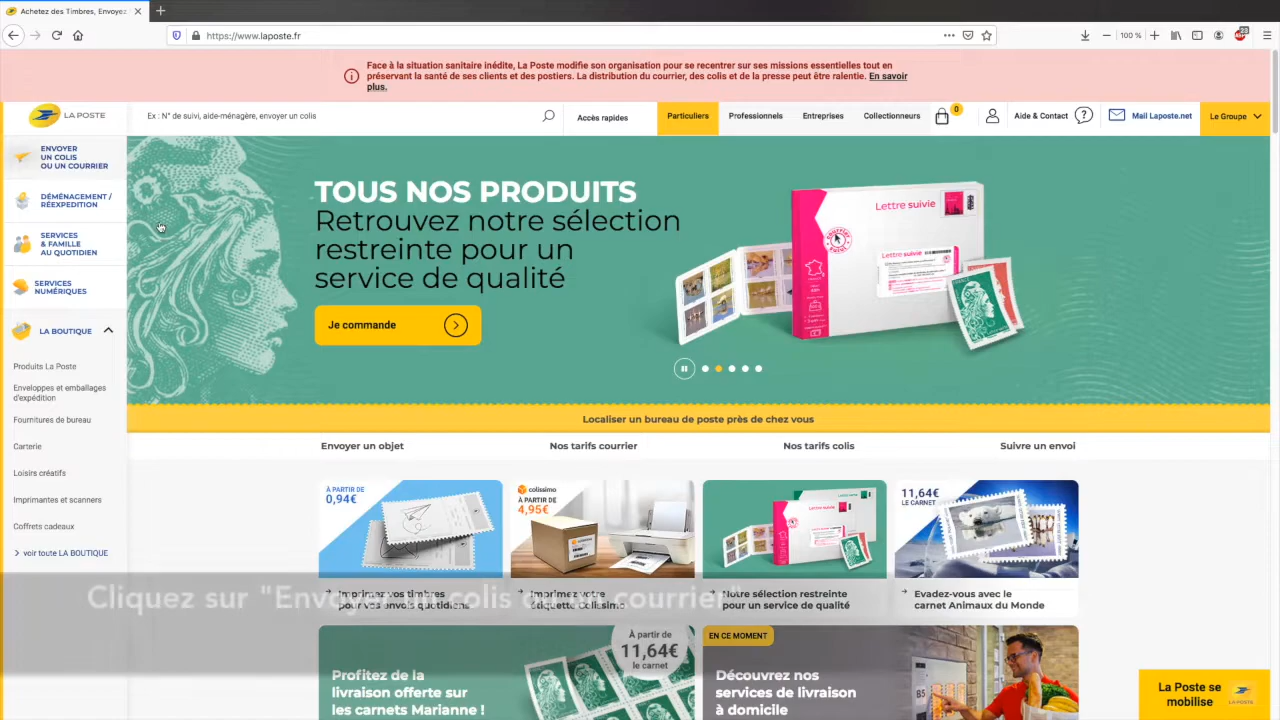 Achetez des Timbres, Envoyez
https://www.laposte.fr
100 %
Face à la situation sanitaire inédite, La Poste modifie son organisation pour se recentrer sur ses missions essentielles tout en
préservant la santé de ses clients et des postiers. La distribution du courrier, des colis et de la presse peut être ralentie. En savoir
plus.
LA POSTE
Ex : N° de suivi, aide-ménagère, envoyer un colis
Accès rapides
Particuliers
Professionnels
Entreprises
Collectionneurs
0
Aide & Contact
?
Mail Laposte.net
Le Groupe
ENVOYER
UN COLIS
OU UN COURRIER
DÉMÉNAGEMENT /
RÉEXPEDITION
SERVICES
& FAMILLE
AU QUOTIDIEN
SERVICES
NUMÉRIQUES
LA BOUTIQUE
Produits La Poste
Enveloppes et emballages
d'expédition
Fournitures de bureau
Carterie
Loisirs créatifs
Imprimantes et scanners
Coffrets cadeaux
voir toute LA BOUTIQUE
TOUS NOS PRODUITS
Retrouvez notre sélection
restreinte pour un
service de qualité
Je commande
Lettre suivie
Lettre suivie
Localiser un bureau de poste près de chez vous
Envoyer un objet
Nos tarifs courrier
Nos tarifs colis
Suivre un envoi
À PARTIR DE
0,94€
colissimo
À PARTIR DE
4,95€
Lettre suivie
11,64€
LE CARNET
Imprimez vos timbres
pour vos envois quotidiens
Imprimez votre
étiquette Colissimo
Notre sélection restreinte
pour un service de qualité
Evadez-vous avec le
carnet Animaux du Monde
Cliquez sur "Envoyer un colis ou un courrier"
À partir de
11,64€
le carnet
Profitez de la
livraison offerte sur
les carnets Marianne !
EN CE MOMENT
Découvrez nos
services de livraison
à domicile
B5
La Poste se
mobilise
LA POSTE